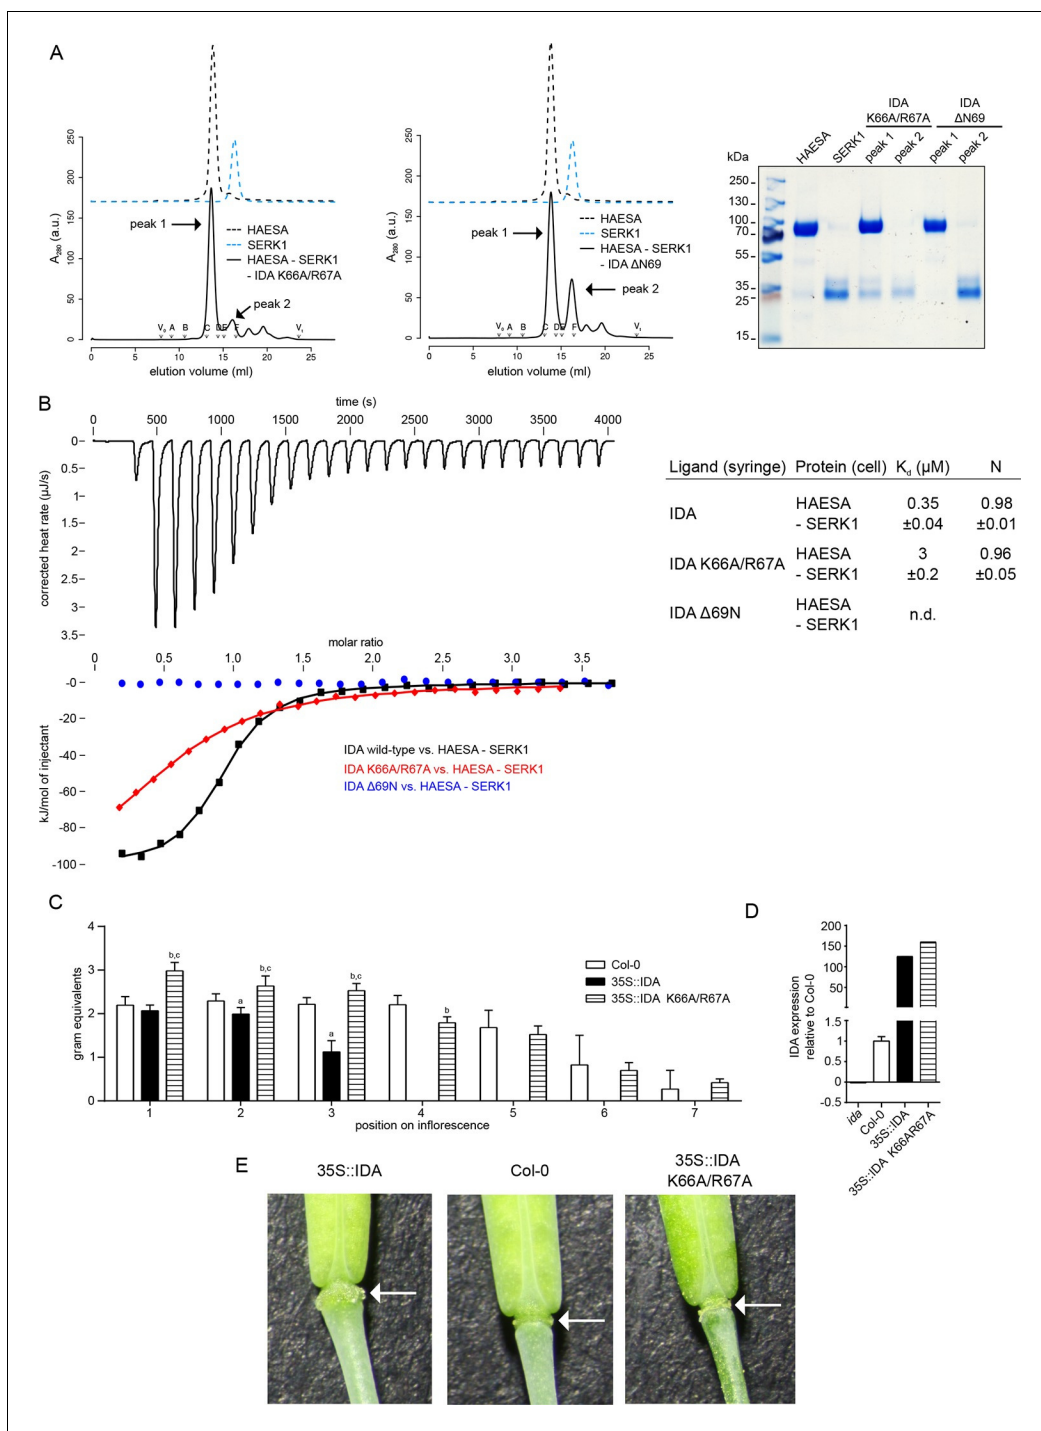 A
250
200
150
100
50
0
A280 (a.u.)
peak 1
HAESA
SERK1
HAESA - SERK1
- IDA K66A/R67A
peak 2
V0 A B C D E F Vt
0 5 10 15 20 25
elution volume (ml)
250
200
150
100
50
0
A280 (a.u.)
peak 1
HAESA
SERK1
HAESA - SERK1
- IDA ΔN69
peak 2
V0 A B C D E F Vt
0 5 10 15 20 25
elution volume (ml)
IDA IDA
K66A/R67A ΔN69
kDa HAESA SERK1 peak 1 peak 2 peak 1 peak 2
250
130
100
70
55
35
25
15
B
time (s)
0 500 1000 1500 2000 2500 3000 3500 4000
0
0.5
1
1.5
2
2.5
3
3.5
corrected heat rate (µJ/s)
molar ratio
0 0.5 1.0 1.5 2.0 2.5 3.0 3.5
-0
-20
-40
-60
-80
-100
kJ/mol of injectant
IDA wild-type vs. HAESA - SERK1
IDA K66A/R67A vs. HAESA - SERK1
IDA Δ69N vs. HAESA - SERK1
Ligand (syringe) Protein (cell) Kd (µM) N
IDA HAESA - SERK1 0.35 ±0.04 0.98 ±0.01
IDA K66A/R67A HAESA - SERK1 3 ±0.2 0.96 ±0.05
IDA Δ69N HAESA - SERK1 n.d.
C
4
3
2
1
0
gram equivalents
b,c
a
b,c
a
b,c
b
Col-0
35S::IDA
35S::IDA K66A/R67A
1 2 3 4 5 6 7
position on inflorescence
D
200
150
100
50
1.5
1
0.5
0
-0.5
IDA expression
relative to Col-0
ida
Col-0
35S::IDA
35S::IDA K66AR67A
E
35S::IDA
Col-0
35S::IDA
K66A/R67A